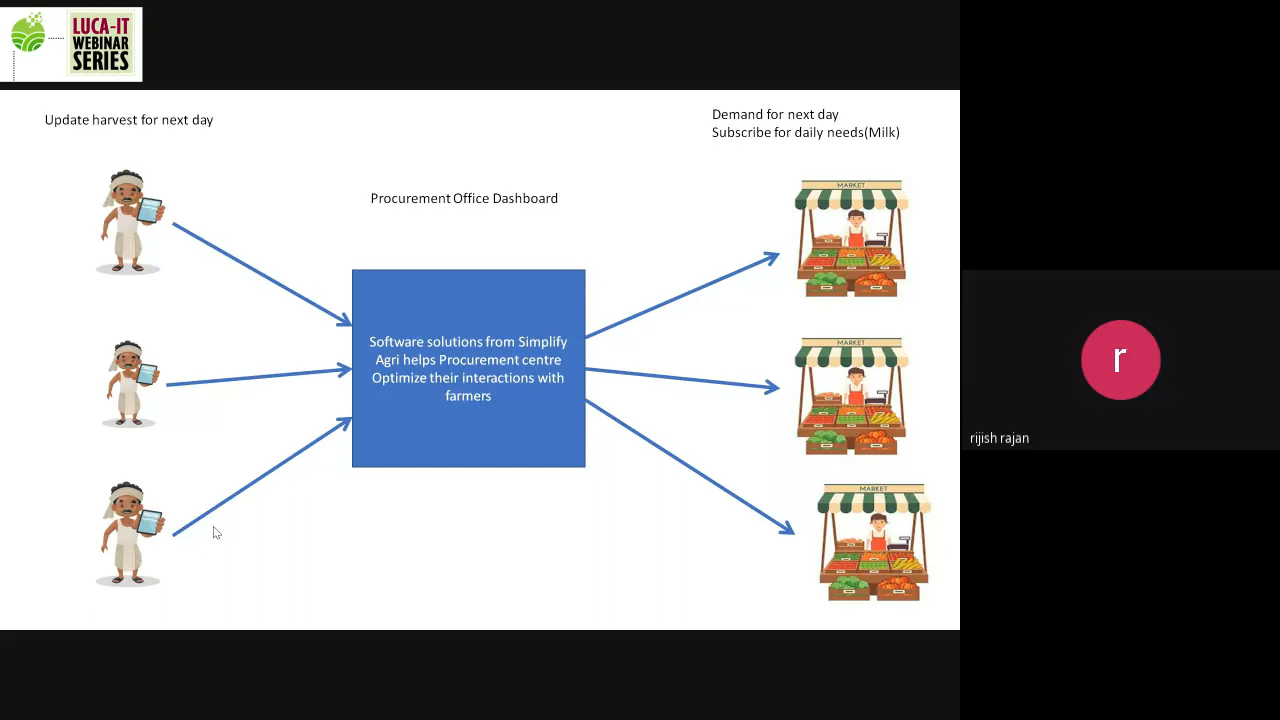 LUCA-IT
WEBINAR
SERIES
Update harvest for next day
Demand for next day
Subscribe for daily needs(Milk)
Procurement Office Dashboard
MARKET
Software solutions from Simplify
Agri helps Procurement centre
Optimize their interactions with
farmers
MARKET
MARKET
r
rijish rajan